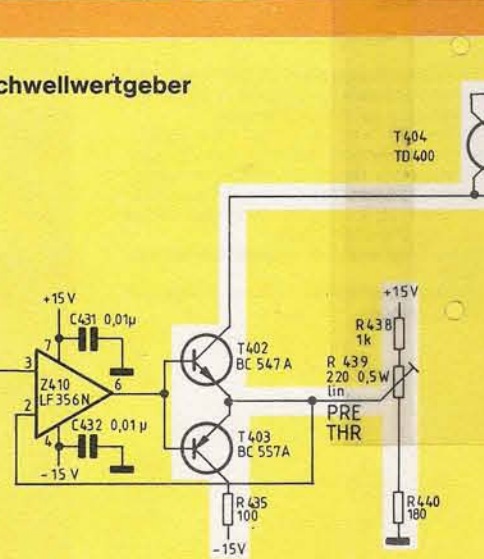 chwellwertgeber
T404
TD400
+15V
C431 0,01µ
7
3
Z410
LF356N
6
2
4
C432 0,01µ
-15V
T402
BC 547A
T403
BC 557A
R435
100
-15V
+15V
R438
1k
R 439
220 0,5W
lin
PRE
THR
R440
180